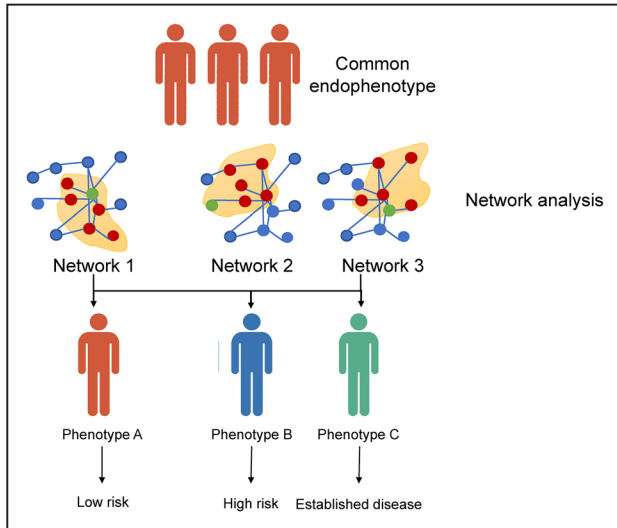 Common
endophenotype
Network analysis
Network 1
Network 2
Network 3
Phenotype A
Phenotype B
Phenotype C
Low risk
High risk
Established disease